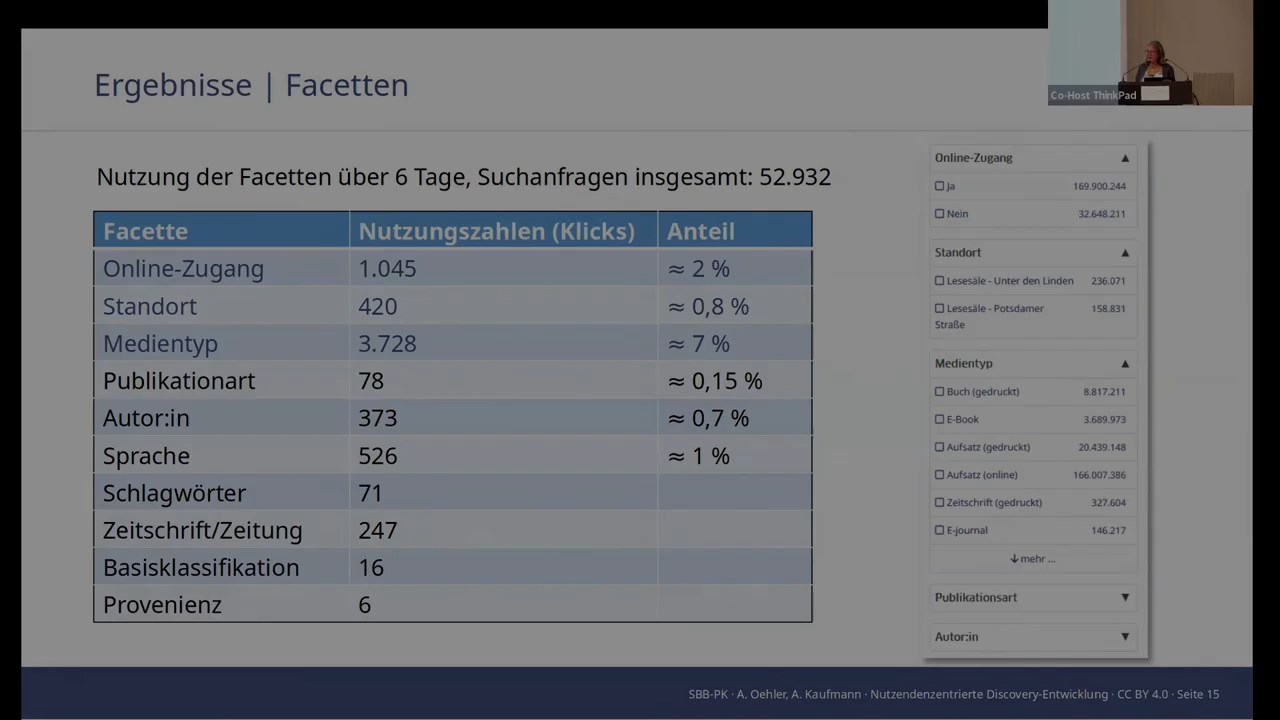 Ergebnisse | Facetten
Co-Host ThinkPad
Nutzung der Facetten über 6 Tage, Suchanfragen insgesamt: 52.932
Facette Nutzungszahlen (Klicks) Anteil
Online-Zugang 1.045 ≈ 2 %
Standort 420 ≈ 0,8 %
Medientyp 3.728 ≈ 7 %
Publikationart 78 ≈ 0,15 %
Autor:in 373 ≈ 0,7 %
Sprache 526 ≈ 1 %
Schlagwörter 71
Zeitschrift/Zeitung 247
Basisklassifikation 16
Provenienz 6
Online-Zugang ▲
Ja 169.900.244
Nein 32.648.211
Standort ▲
Lesesäle - Unter den Linden 236.071
Lesesäle - Potsdamer 158.831
Straße
Medientyp ▲
Buch (gedruckt) 8.817.211
E-Book 3.689.973
Aufsatz (gedruckt) 20.439.148
Aufsatz (online) 166.007.386
Zeitschrift (gedruckt) 327.604
E-journal 146.217
↓ mehr ...
Publikationsart ▼
Autor:in ▼
SBB-PK · A. Oehler, A. Kaufmann · Nutzendenzentrierte Discovery-Entwicklung · CC BY 4.0 · Seite 15